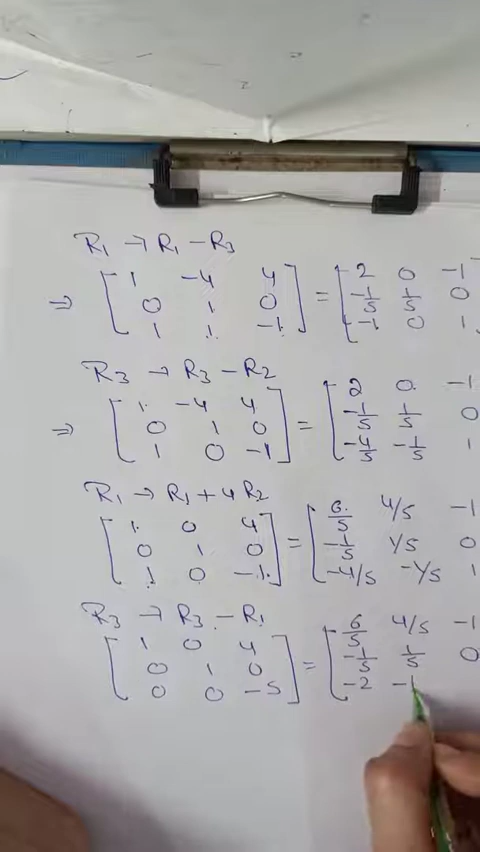 R₁ → R₁ - R₃
⇒ [ 1 -4 4 ] = [ 2 0 -1
0 1 0 -1/5 1/5 0
1 1 -1 -1 0 1
R₃ → R₃ - R₂
⇒ [ 1 -4 4 ] = [ 2 0 -1
0 1 0 -1/5 1/5 0
1 0 -1 -4/5 -1/5 1
R₁ → R₁ + 4R₂
[ 1 0 4 ] = [ 6/5 4/5 -1
0 1 0 -1/5 1/5 0
1 0 -1 -4/5 -1/5 1
R₃ → R₃ - R₁
[ 1 0 4 ] = [ 6/5 4/5 -1
0 1 0 -1/5 1/5 0
0 0 -5 -2 -1